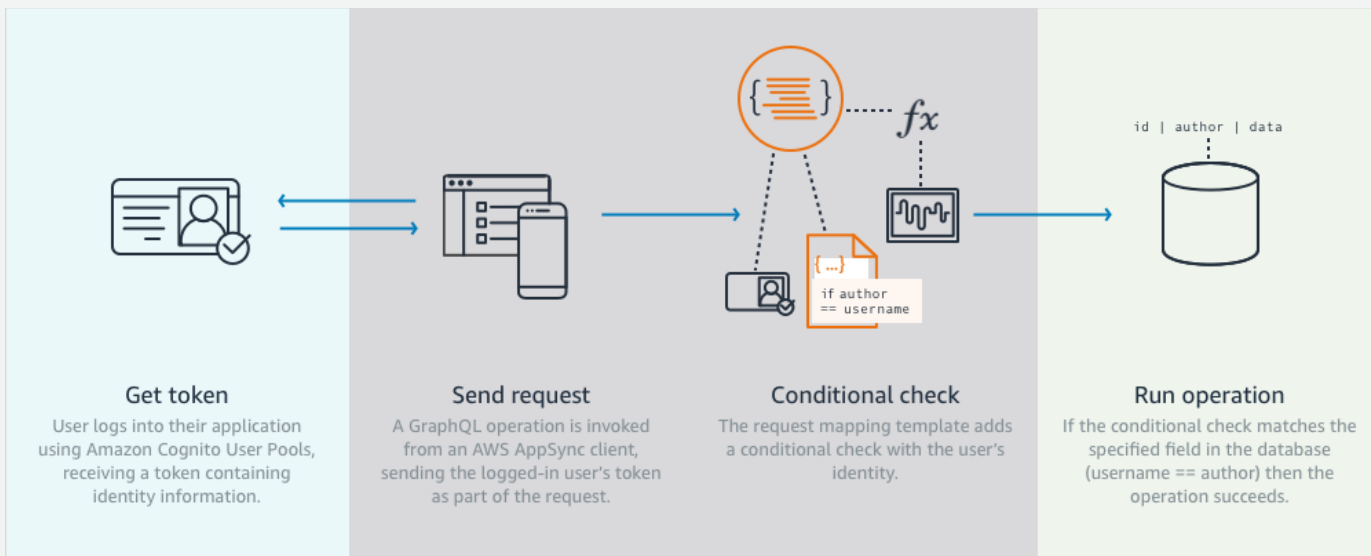 id | author | data
fx
{ ... }
if author
== username
Get token
User logs into their application
using Amazon Cognito User Pools,
receiving a token containing
identity information.
Send request
A GraphQL operation is invoked
from an AWS AppSync client,
sending the logged-in user's token
as part of the request.
Conditional check
The request mapping template adds
a conditional check with the user's
identity.
Run operation
If the conditional check matches the
specified field in the database
(username == author) then the
operation succeeds.